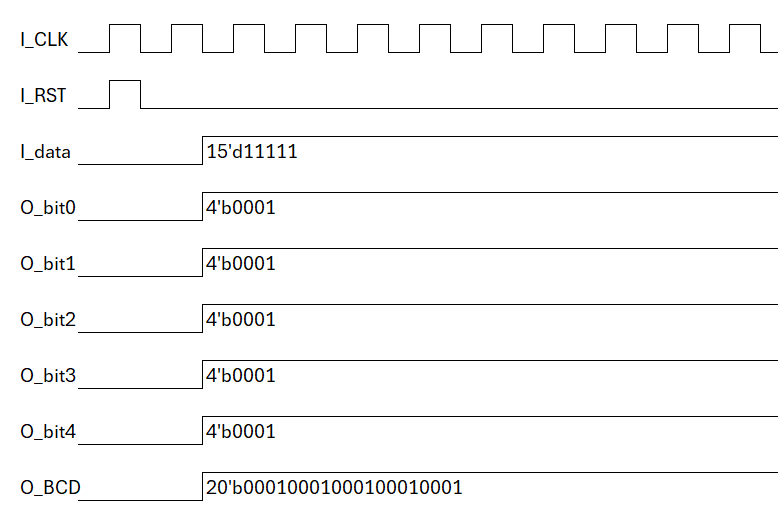 I_CLK
I_RST
I_data 15'd11111
O_bit0 4'b0001
O_bit1 4'b0001
O_bit2 4'b0001
O_bit3 4'b0001
O_bit4 4'b0001
O_BCD 20'b00010001000100010001